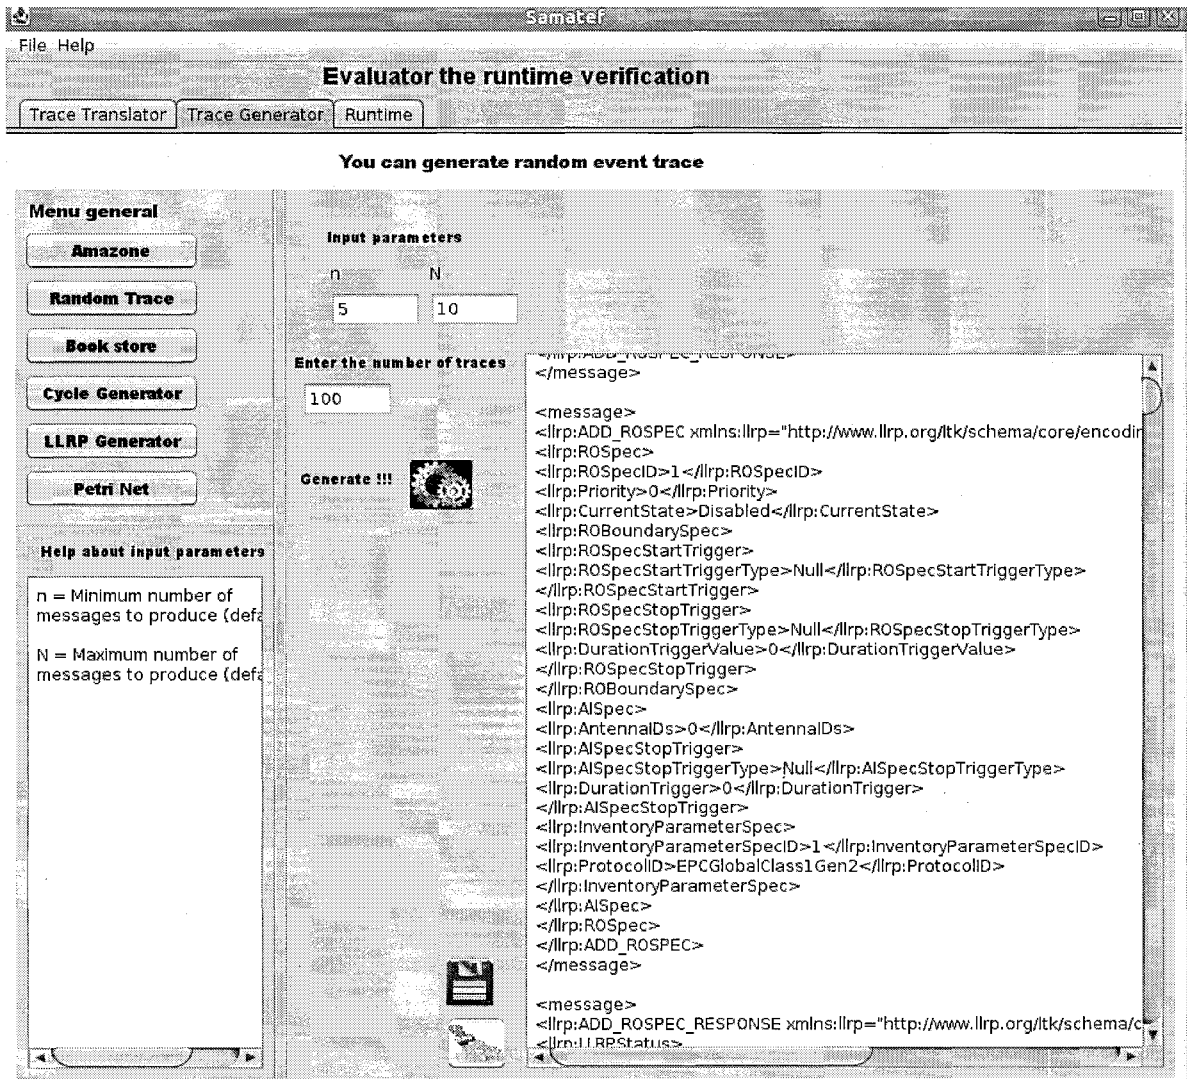 Samatef
File Help
Evaluator the runtime verification
Trace Translator Trace Generator Runtime
You can generate random event trace
Menu general
Amazone
Random Trace
Book store
Cycle Generator
LLRP Generator
Petri Net
Help about input parameters
n = Minimum number of
messages to produce (defa
N = Maximum number of
messages to produce (defa
Input parameters
n N
5 10
Enter the number of traces
100
Generate !!!
</llrp:ADD_ROSPEC_RESPONSE>
</message>
<message>
<llrp:ADD_ROSPEC xmlns:llrp="http://www.llrp.org/ltk/schema/core/encodin
<llrp:ROSpec>
<llrp:ROSpecID>1</llrp:ROSpecID>
<llrp:Priority>0</llrp:Priority>
<llrp:CurrentState>Disabled</llrp:CurrentState>
<llrp:ROBoundarySpec>
<llrp:ROSpecStartTrigger>
<llrp:ROSpecStartTriggerType>Null</llrp:ROSpecStartTriggerType>
</llrp:ROSpecStartTrigger>
<llrp:ROSpecStopTrigger>
<llrp:ROSpecStopTriggerType>Null</llrp:ROSpecStopTriggerType>
<llrp:DurationTriggerValue>0</llrp:DurationTriggerValue>
</llrp:ROSpecStopTrigger>
</llrp:ROBoundarySpec>
<llrp:AISpec>
<llrp:AntennaIDs>0</llrp:AntennaIDs>
<llrp:AISpecStopTrigger>
<llrp:AISpecStopTriggerType>Null</llrp:AISpecStopTriggerType>
<llrp:DurationTrigger>0</llrp:DurationTrigger>
</llrp:AISpecStopTrigger>
<llrp:InventoryParameterSpec>
<llrp:InventoryParameterSpecID>1</llrp:InventoryParameterSpecID>
<llrp:ProtocolID>EPCGlobalClass1Gen2</llrp:ProtocolID>
</llrp:InventoryParameterSpec>
</llrp:AISpec>
</llrp:ROSpec>
</llrp:ADD_ROSPEC>
</message>
<message>
<llrp:ADD_ROSPEC_RESPONSE xmlns:llrp="http://www.llrp.org/ltk/schema/c
<llrp:LLRPStatus>